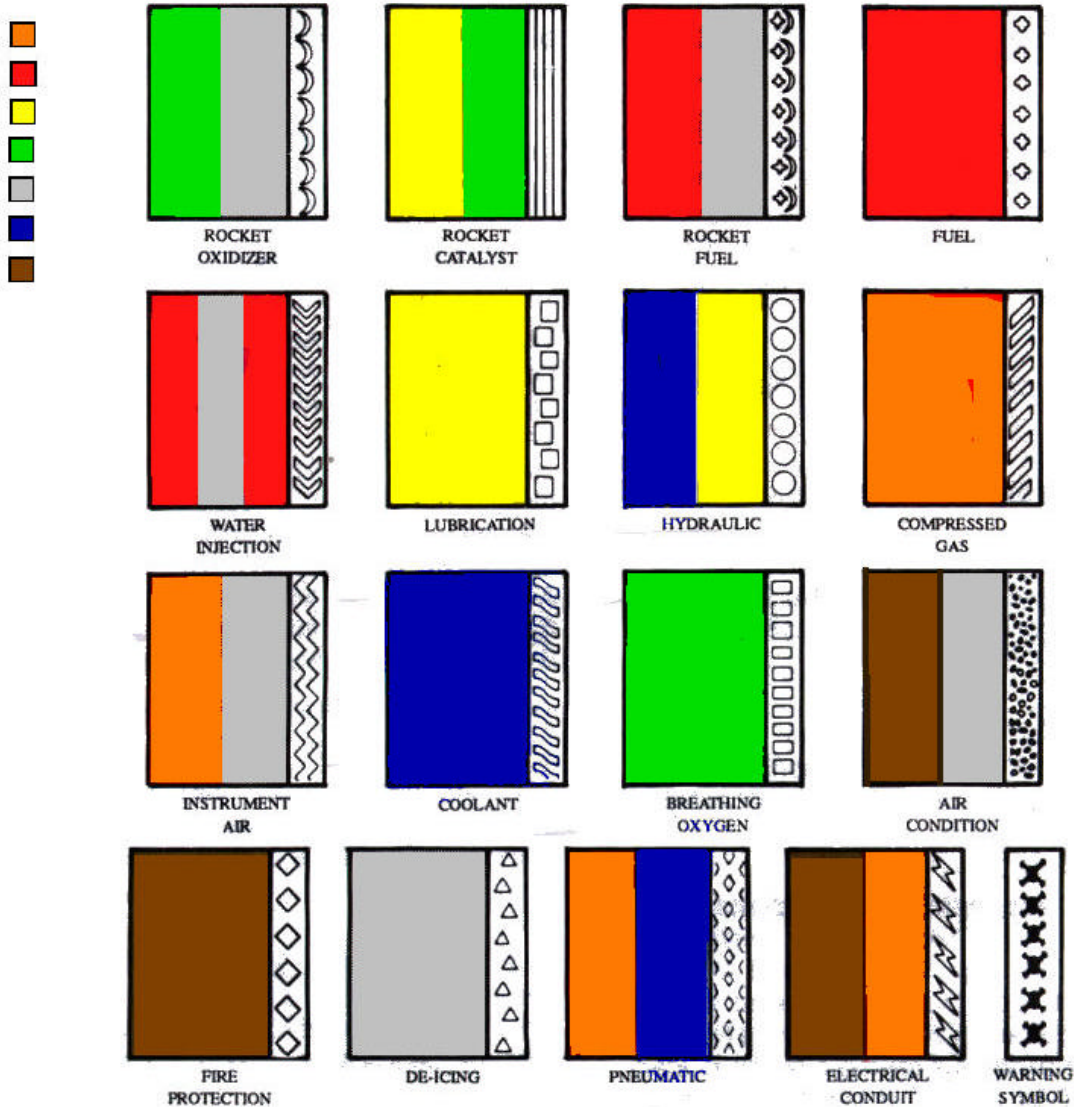 ROCKET
OXIDIZER
ROCKET
CATALYST
ROCKET
FUEL
FUEL
WATER
INJECTION
LUBRICATION
HYDRAULIC
COMPRESSED
GAS
INSTRUMENT
AIR
COOLANT
BREATHING
OXYGEN
AIR
CONDITION
FIRE
PROTECTION
DE-ICING
PNEUMATIC
ELECTRICAL
CONDUIT
WARNING
SYMBOL